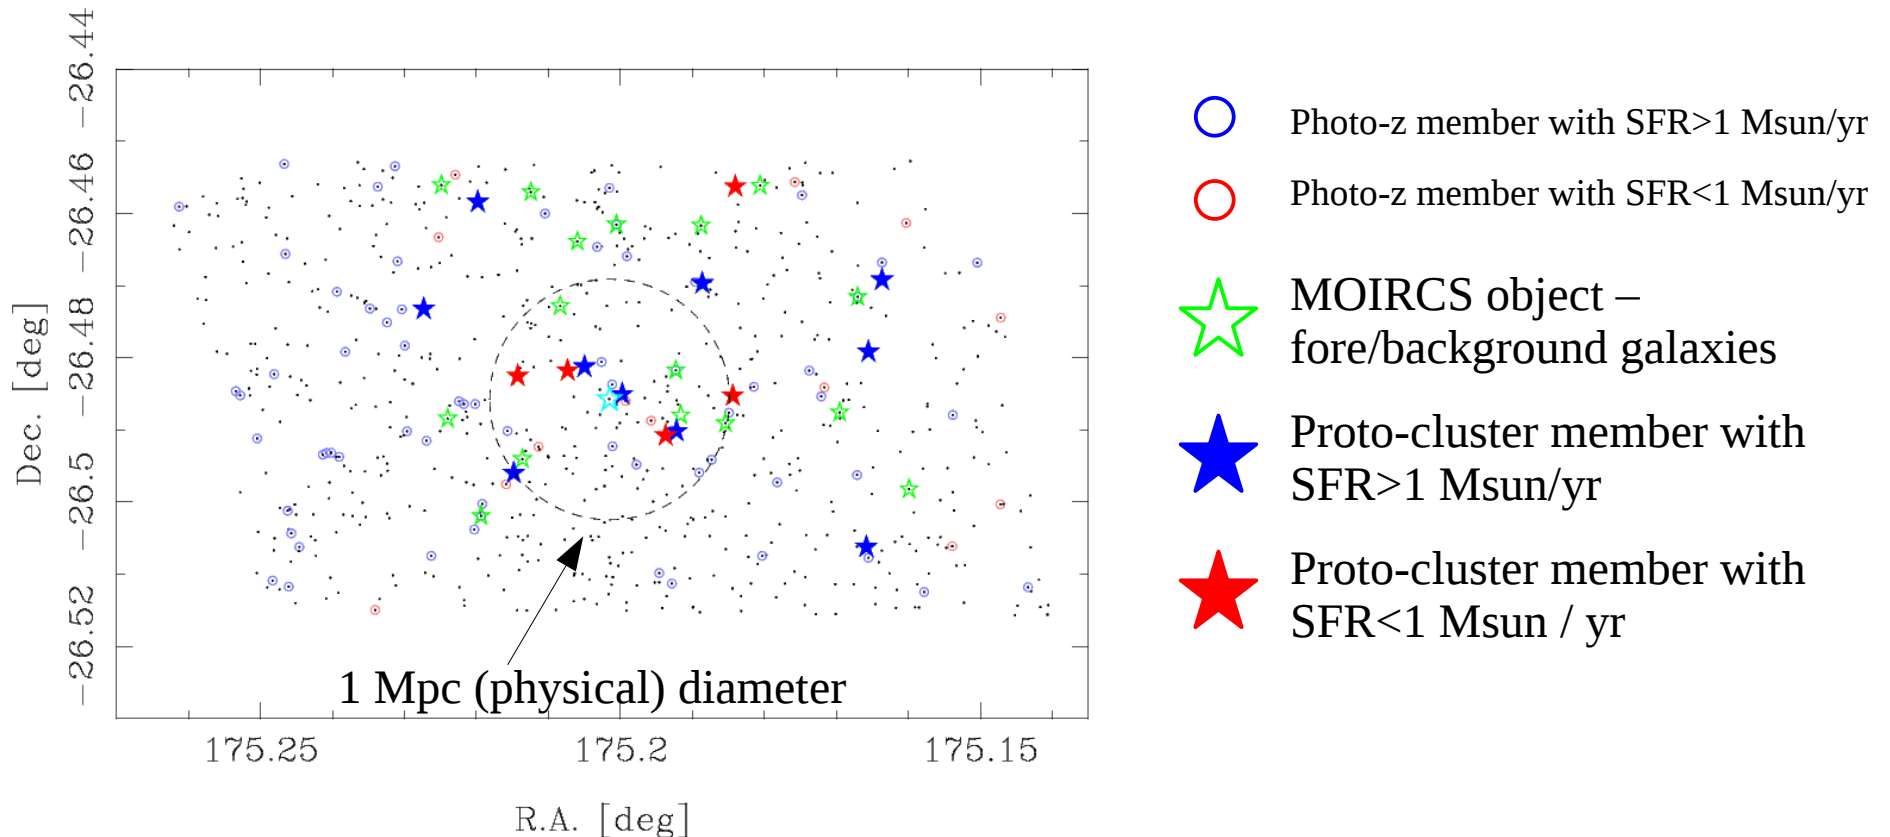 −26.44
−26.46
−26.48
−26.5
−26.52
Dec. [deg]
175.25
175.2
175.15
R.A. [deg]
1 Mpc (physical) diameter
Photo-z member with SFR>1 Msun/yr
Photo-z member with SFR<1 Msun/yr
MOIRCS object –
fore/background galaxies
Proto-cluster member with
SFR>1 Msun/yr
Proto-cluster member with
SFR<1 Msun / yr